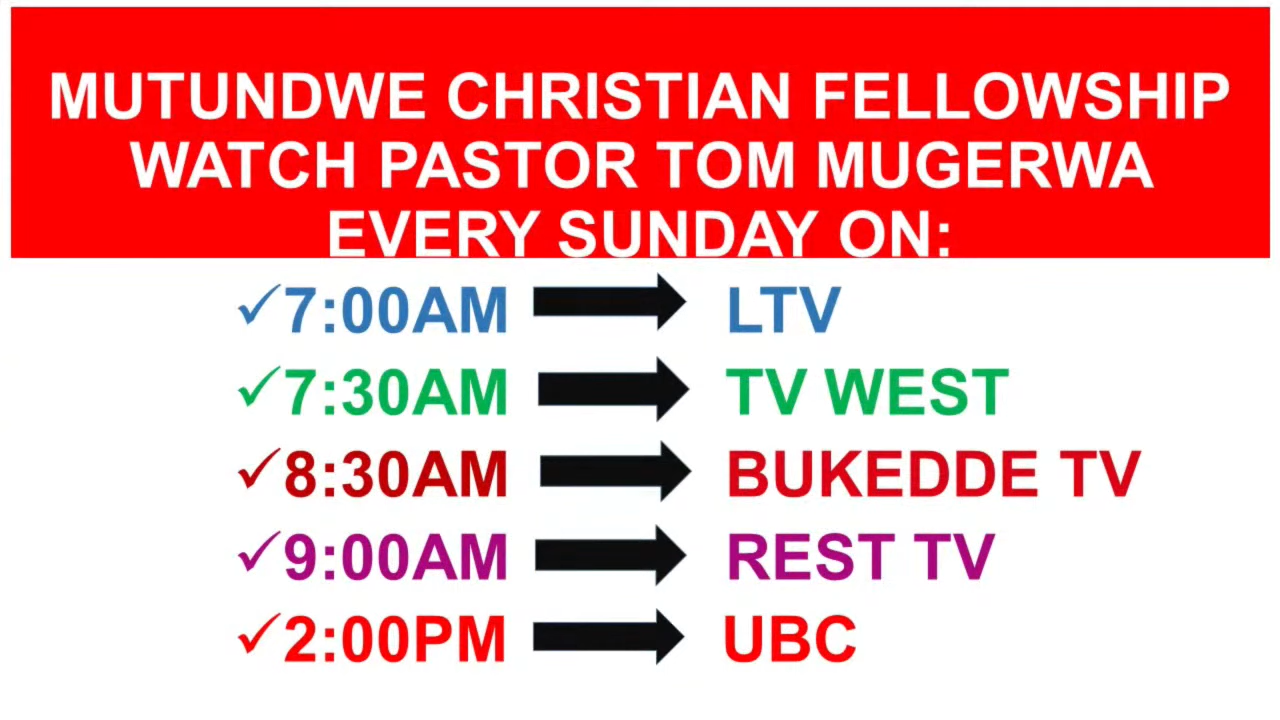 MUTUNDWE CHRISTIAN FELLOWSHIP
WATCH PASTOR TOM MUGERWA
EVERY SUNDAY ON:
✓7:00AM LTV
✓7:30AM TV WEST
✓8:30AM BUKEDDE TV
✓9:00AM REST TV
✓2:00PM UBC